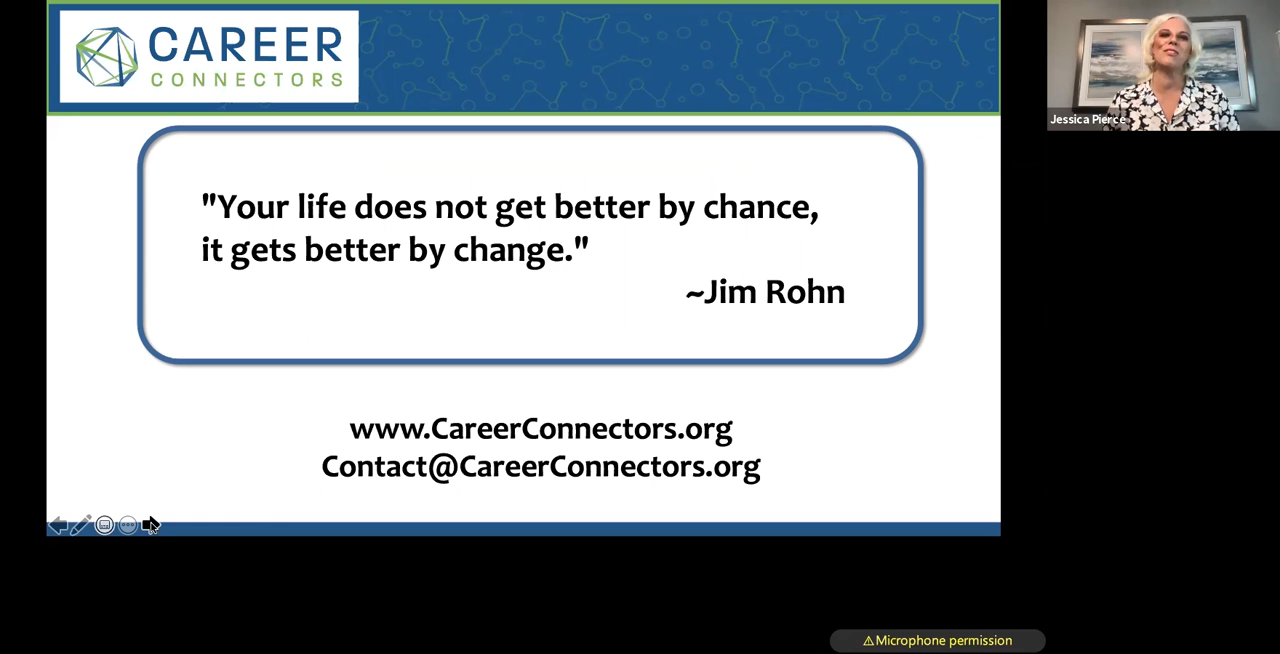 CAREER
CONNECTORS
Jessica Pierce
"Your life does not get better by chance,
it gets better by change."
~Jim Rohn
www.CareerConnectors.org
Contact@CareerConnectors.org
⚠Microphone permission